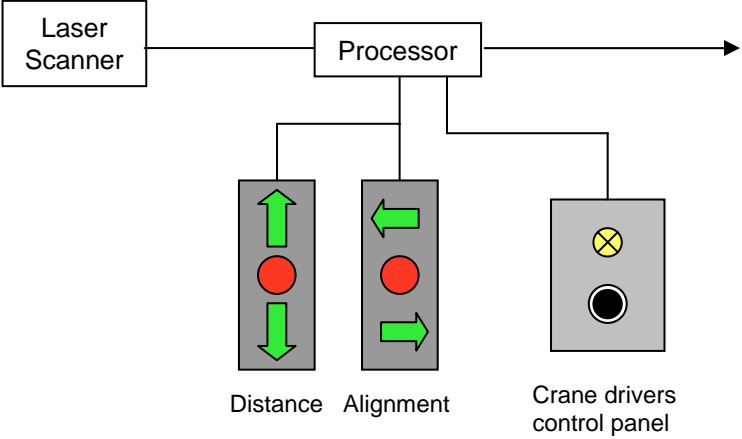 Laser
Scanner
Processor
Distance
Alignment
Crane drivers
control panel